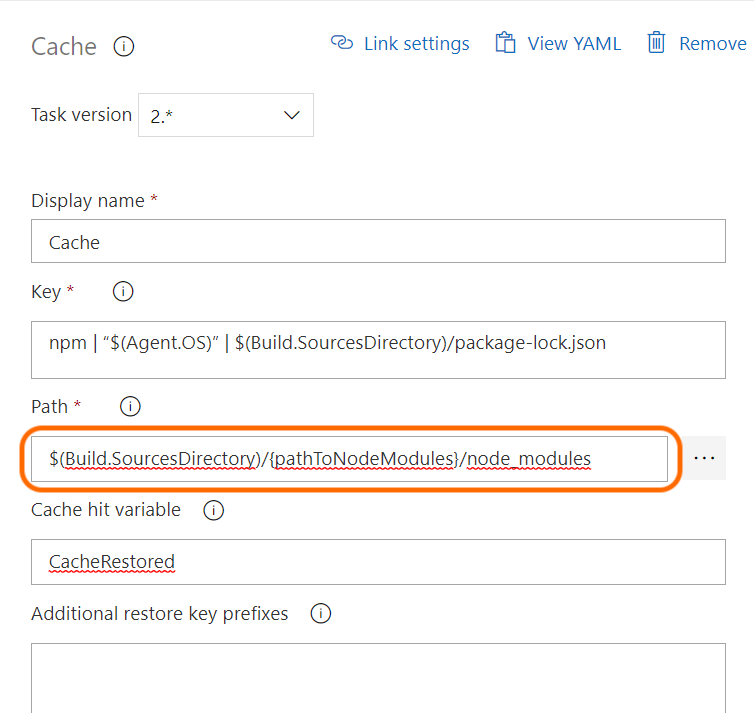 Cache Link settings View YAML Remove
Task version 2.*
Display name *
Cache
Key *
npm | “$(Agent.OS)” | $(Build.SourcesDirectory)/package-lock.json
Path *
$(Build.SourcesDirectory)/{pathToNodeModules}/node_modules
Cache hit variable
CacheRestored
Additional restore key prefixes